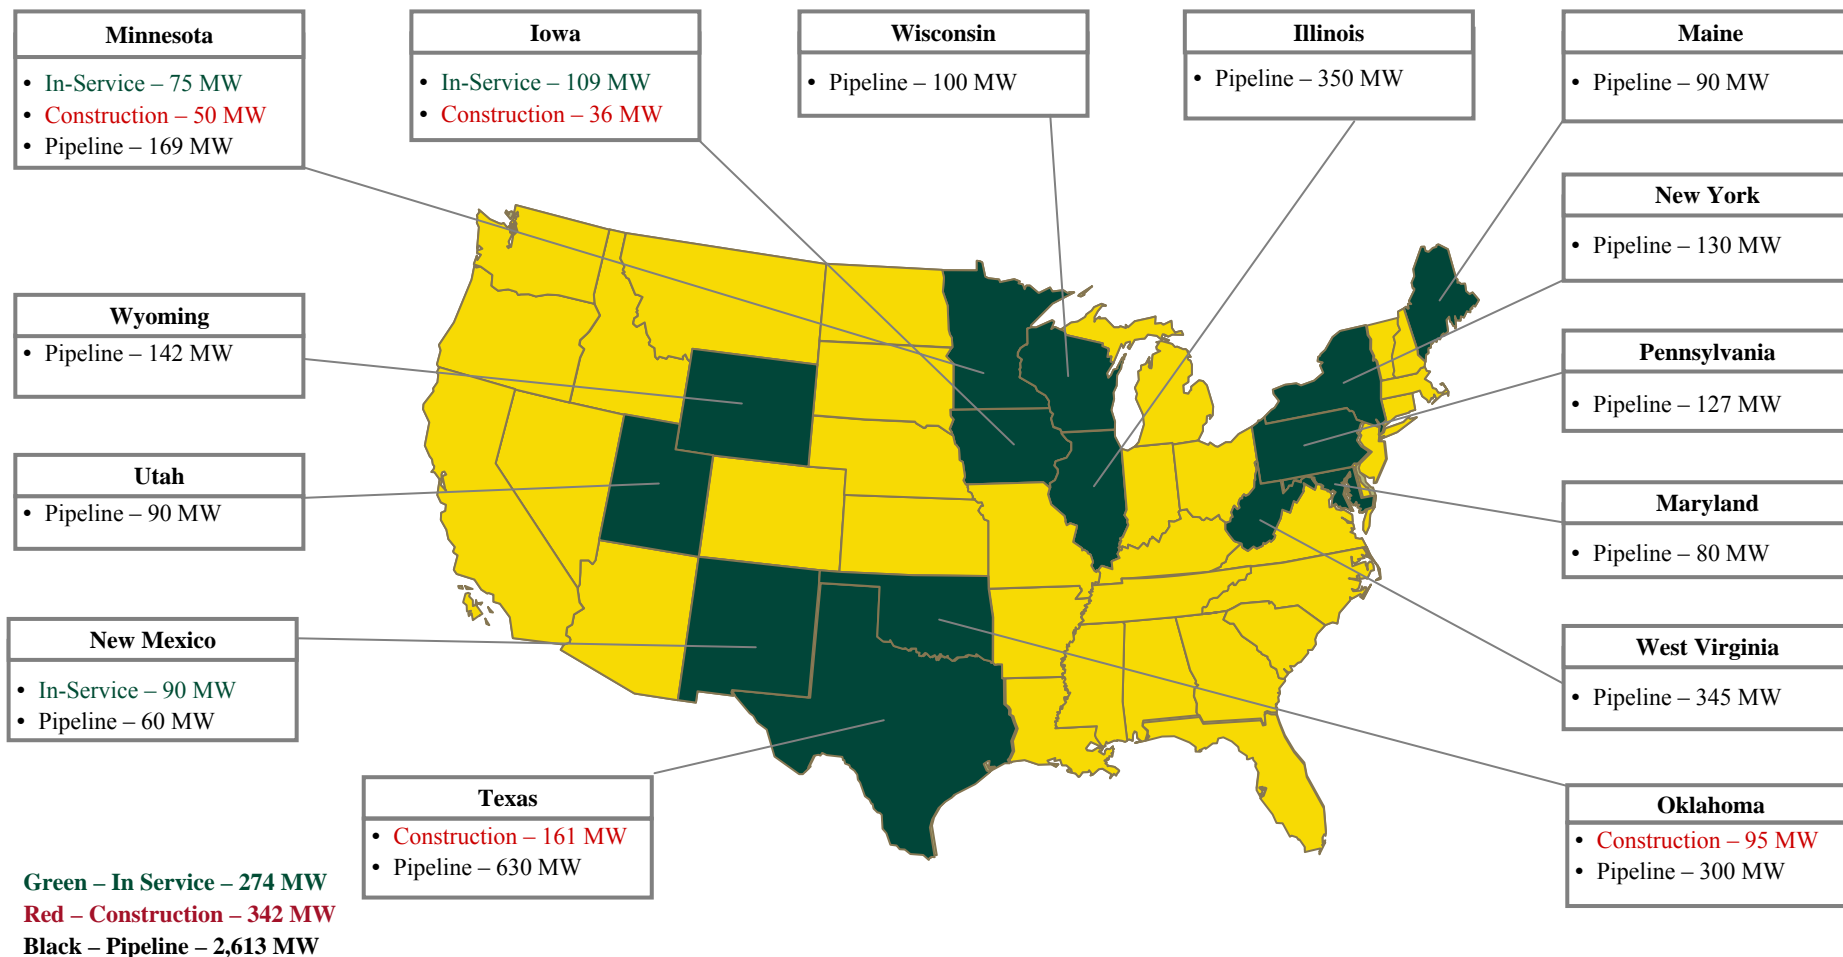 Minnesota
• In-Service – 75 MW
• Construction – 50 MW
• Pipeline – 169 MW
Iowa
• In-Service – 109 MW
• Construction – 36 MW
Wisconsin
• Pipeline – 100 MW
Illinois
• Pipeline – 350 MW
Maine
• Pipeline – 90 MW
New York
• Pipeline – 130 MW
Wyoming
• Pipeline – 142 MW
Pennsylvania
• Pipeline – 127 MW
Utah
• Pipeline – 90 MW
Maryland
• Pipeline – 80 MW
New Mexico
• In-Service – 90 MW
• Pipeline – 60 MW
West Virginia
• Pipeline – 345 MW
Texas
• Construction – 161 MW
• Pipeline – 630 MW
Oklahoma
• Construction – 95 MW
• Pipeline – 300 MW
Green – In Service – 274 MW
Red – Construction – 342 MW
Black – Pipeline – 2,613 MW